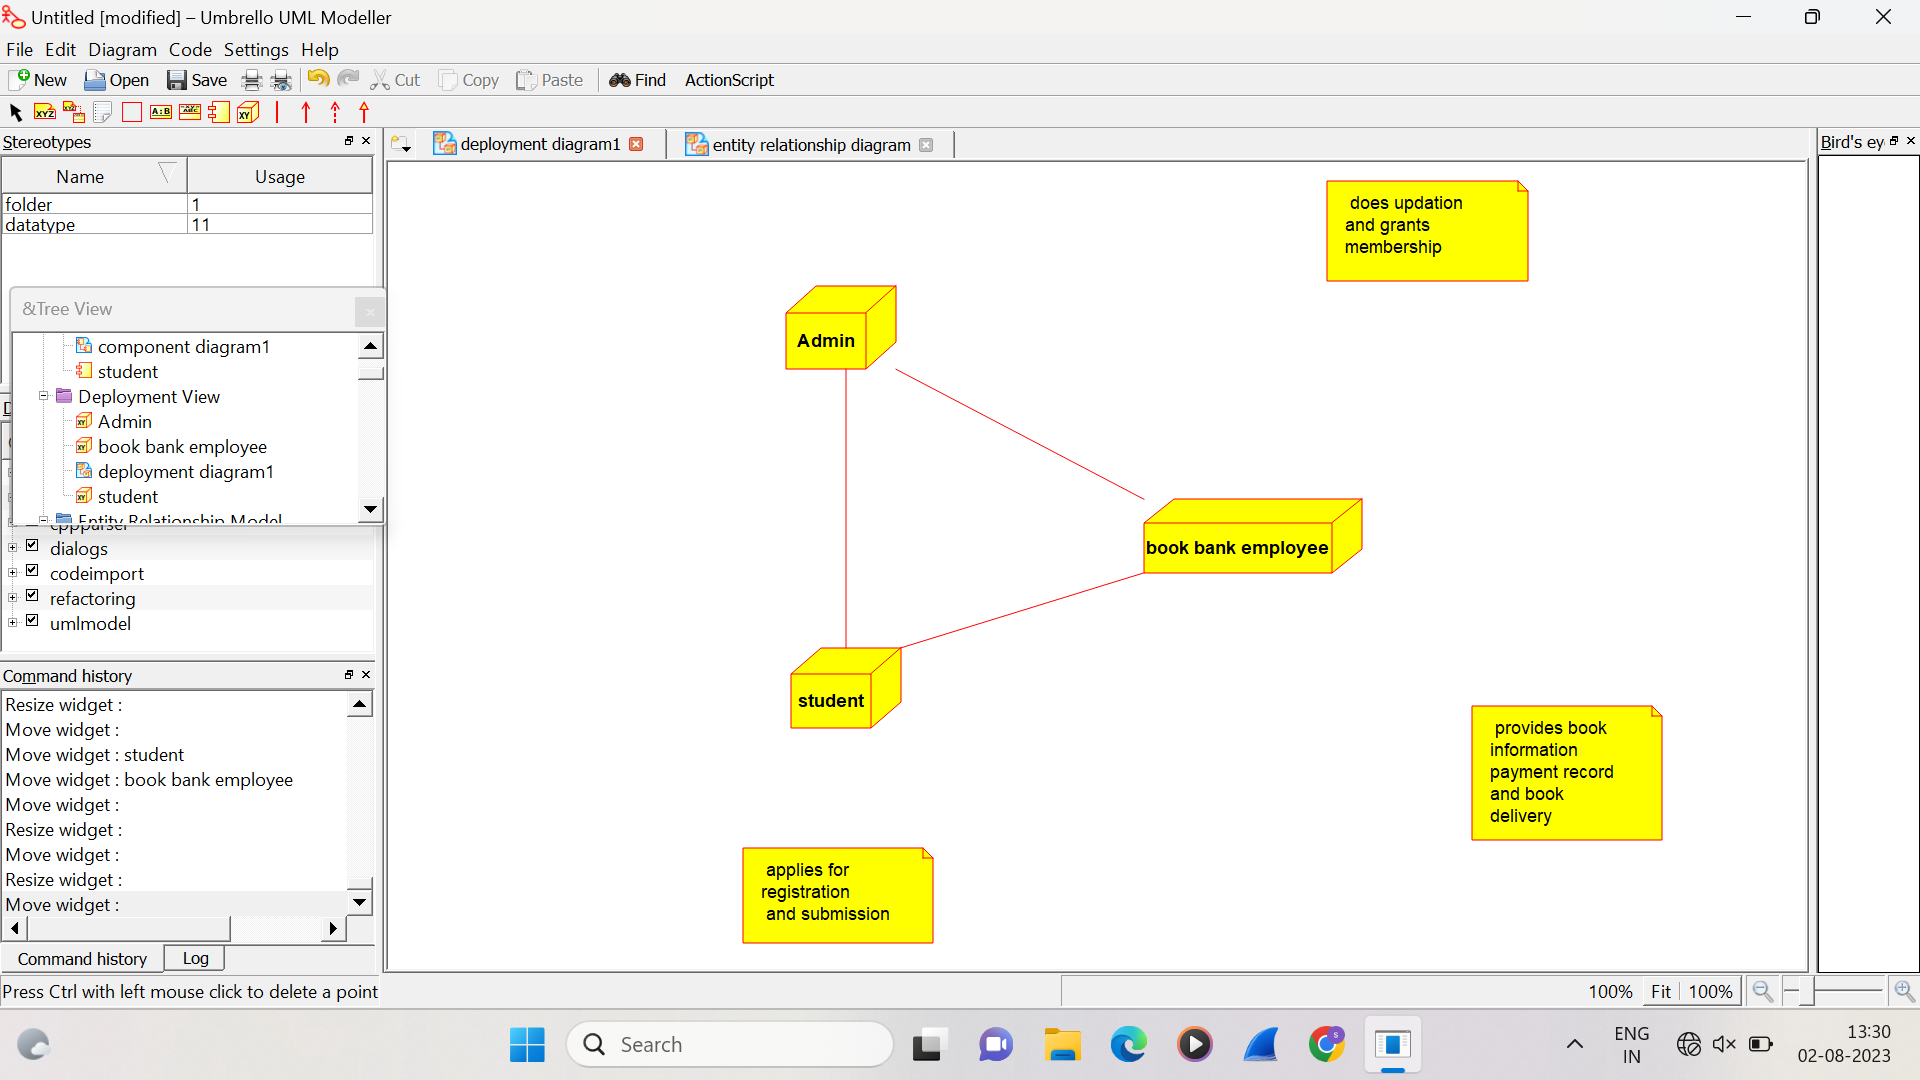 Untitled [modified] – Umbrello UML Modeller
File Edit Diagram Code Settings Help
New Open Save Cut Copy Paste Find ActionScript
XYZ A:B XY
Stereotypes
Name Usage
folder 1
datatype 11
&Tree View
component diagram1
student
Deployment View
Admin
book bank employee
deployment diagram1
student
Entity Relationship Model
cppparser
dialogs
codeimport
refactoring
umlmodel
Command history
Resize widget :
Move widget :
Move widget : student
Move widget : book bank employee
Move widget :
Resize widget :
Move widget :
Resize widget :
Move widget :
Command history Log
Press Ctrl with left mouse click to delete a point
deployment diagram1 entity relationship diagram
does updation
and grants
membership
Admin
book bank employee
student
provides book
information
payment record
and book
delivery
applies for
registration
and submission
Bird's ey
100% Fit 100%
Search
ENG
IN
13:30
02-08-2023